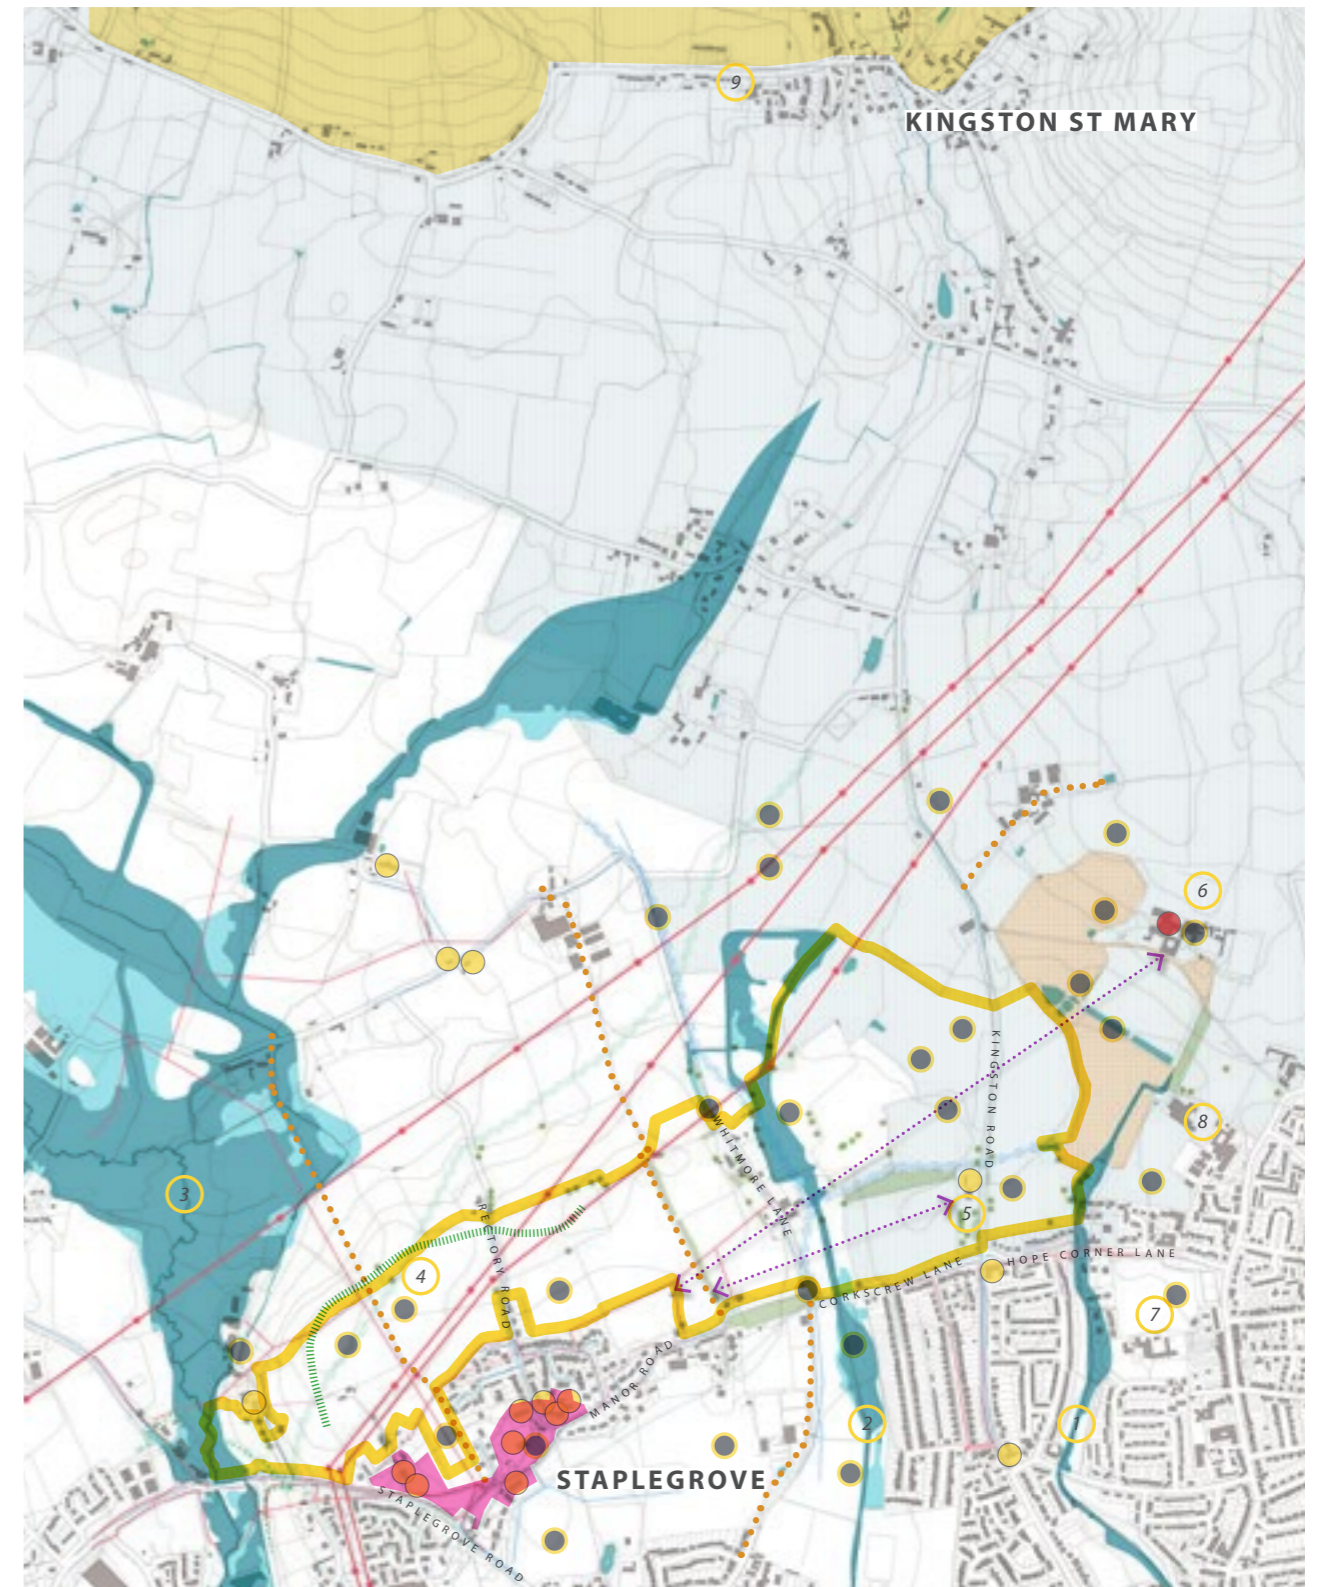 9
KINGSTON ST MARY
6
KINGSTON ROAD
8
WHITMORE LANE
3
5
RECTORY ROAD
HOPE CORNER LANE
4
CORKSCREW LANE
7
MANOR ROAD
2
1
STAPLEGROVE
STAPLEGROVE ROAD